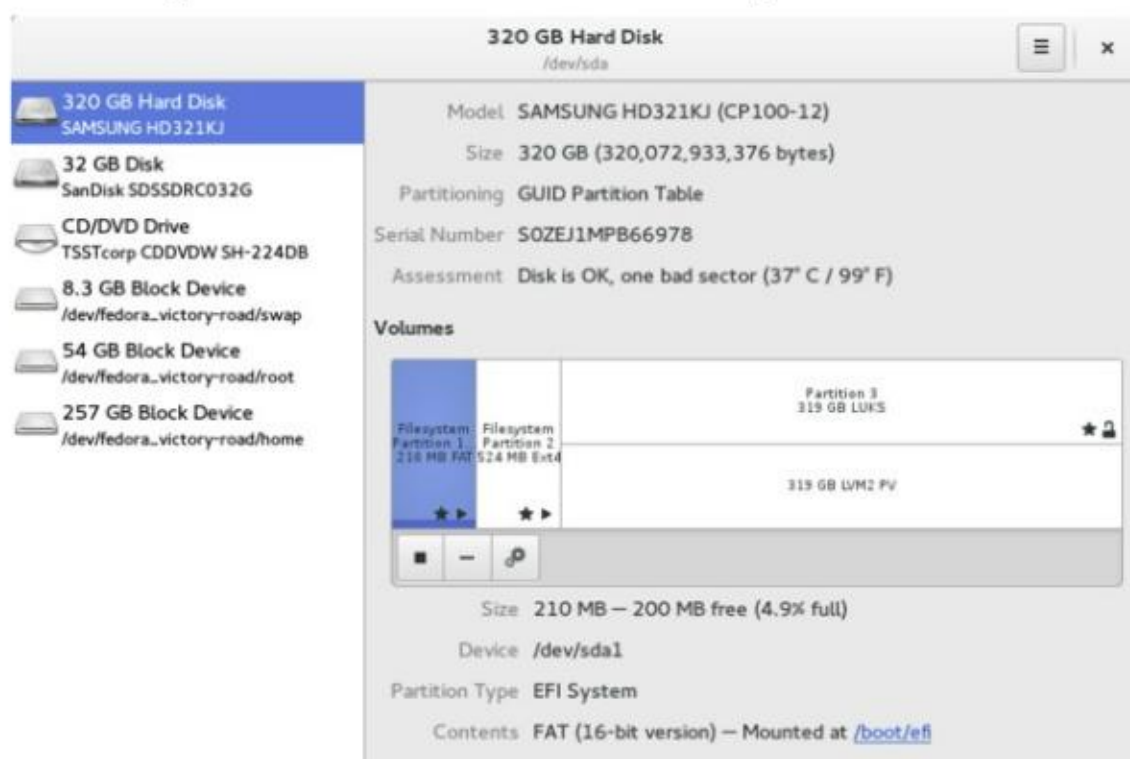 320 GB Hard Disk
/dev/sda
320 GB Hard Disk
SAMSUNG HD321KJ
32 GB Disk
SanDisk SDSSDRC032G
CD/DVD Drive
TSSTcorp CDDVDW SH-224DB
8.3 GB Block Device
/dev/fedora_victory-road/swap
54 GB Block Device
/dev/fedora_victory-road/root
257 GB Block Device
/dev/fedora_victory-road/home
Model SAMSUNG HD321KJ (CP100-12)
Size 320 GB (320,072,933,376 bytes)
Partitioning GUID Partition Table
Serial Number S0ZEJ1MPB66978
Assessment Disk is OK, one bad sector (37° C / 99° F)
Volumes
Filesystem
Partition 1...
210 MB FAT
Filesystem
Partition 2
524 MB Ext4
Partition 3
319 GB LUKS
319 GB LVM2 PV
Size 210 MB — 200 MB free (4.9% full)
Device /dev/sda1
Partition Type EFI System
Contents FAT (16-bit version) — Mounted at /boot/efi